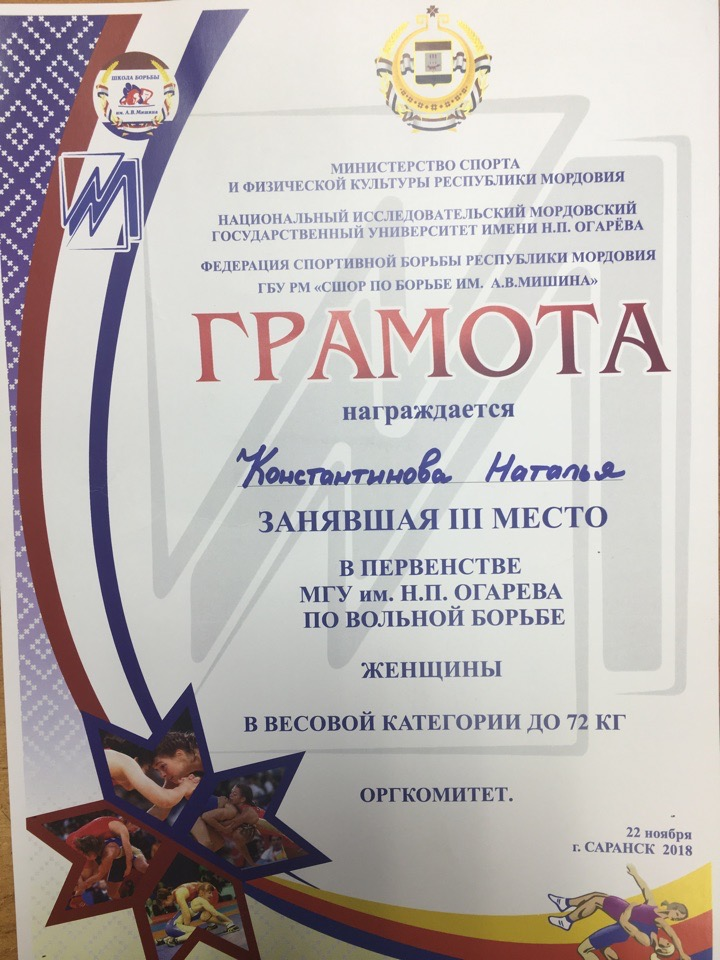 ШКОЛА БОРЬБЫ
им. А.В.Мишина
МИНИСТЕРСТВО СПОРТА
И ФИЗИЧЕСКОЙ КУЛЬТУРЫ РЕСПУБЛИКИ МОРДОВИЯ
НАЦИОНАЛЬНЫЙ ИССЛЕДОВАТЕЛЬСКИЙ МОРДОВСКИЙ
ГОСУДАРСТВЕННЫЙ УНИВЕРСИТЕТ ИМЕНИ Н.П. ОГАРЁВА
ФЕДЕРАЦИЯ СПОРТИВНОЙ БОРЬБЫ РЕСПУБЛИКИ МОРДОВИЯ
ГБУ РМ «СШОР ПО БОРЬБЕ ИМ. А.В.МИШИНА»
ГРАМОТА
награждается
Константинова Наталья
ЗАНЯВШАЯ III МЕСТО
В ПЕРВЕНСТВЕ
МГУ им. Н.П. ОГАРЕВА
ПО ВОЛЬНОЙ БОРЬБЕ
ЖЕНЩИНЫ
В ВЕСОВОЙ КАТЕГОРИИ ДО 72 КГ
ОРГКОМИТЕТ.
22 ноября
г. САРАНСК 2018